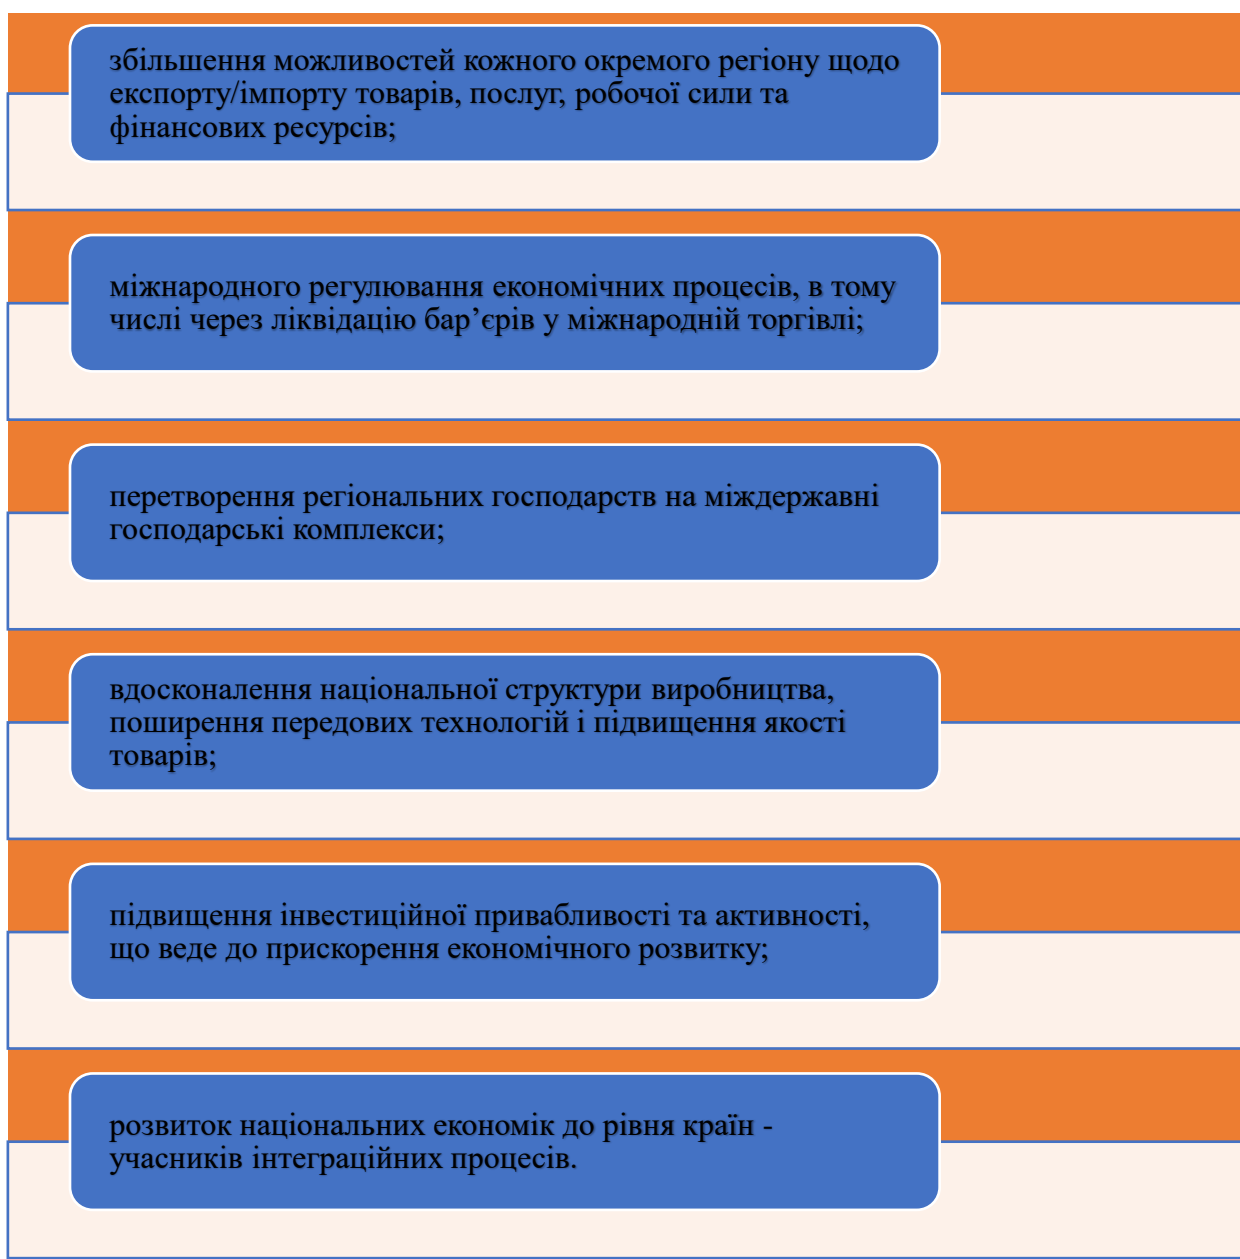 збільшення можливостей кожного окремого регіону щодо
експорту/імпорту товарів, послуг, робочої сили та
фінансових ресурсів;
міжнародного регулювання економічних процесів, в тому
числі через ліквідацію бар’єрів у міжнародній торгівлі;
перетворення регіональних господарств на міждержавні
господарські комплекси;
вдосконалення національної структури виробництва,
поширення передових технологій і підвищення якості
товарів;
підвищення інвестиційної привабливості та активності,
що веде до прискорення економічного розвитку;
розвиток національних економік до рівня країн -
учасників інтеграційних процесів.